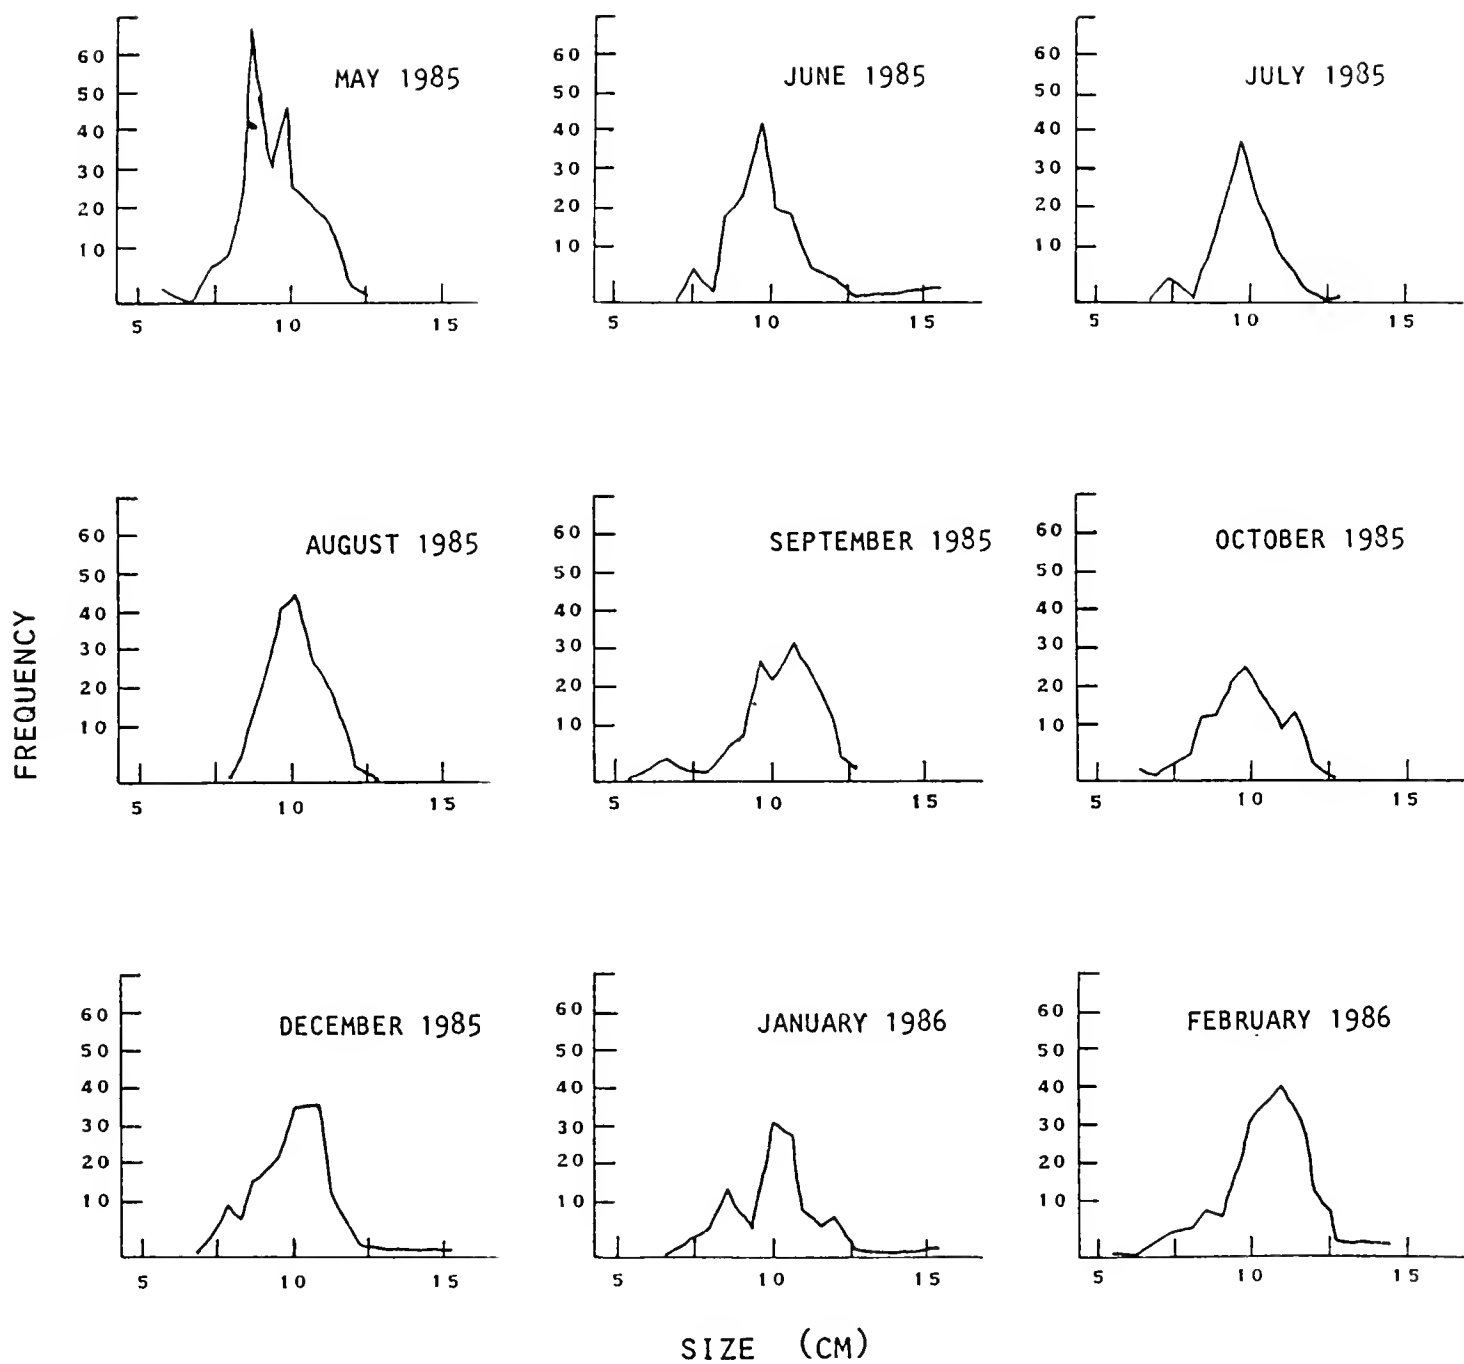 MAY 1985
60
50
40
30
20
10
5 10 15
JUNE 1985
60
50
40
30
20
10
5 10 15
JULY 1985
60
50
40
30
20
10
5 10 15
FREQUENCY
AUGUST 1985
60
50
40
30
20
10
5 10 15
SEPTEMBER 1985
60
50
40
30
20
10
5 10 15
OCTOBER 1985
60
50
40
30
20
10
5 10 15
DECEMBER 1985
60
50
40
30
20
10
5 10 15
JANUARY 1986
60
50
40
30
20
10
5 10 15
FEBRUARY 1986
60
50
40
30
20
10
5 10 15
SIZE (CM)